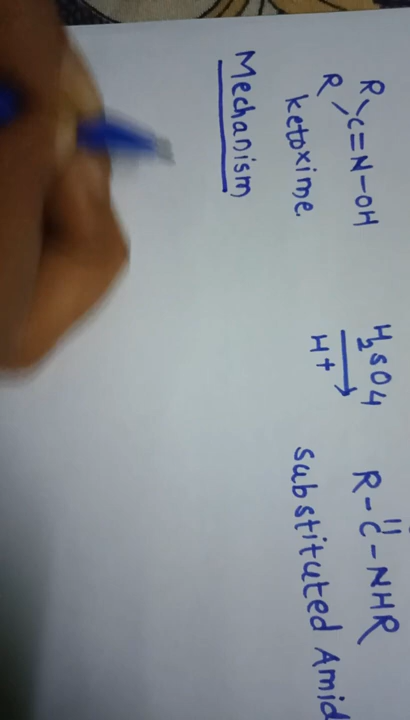 R
R C=N-OH H2SO4 R-C-NHR
ketoxime. H+ Substituted Amid
Mechanism